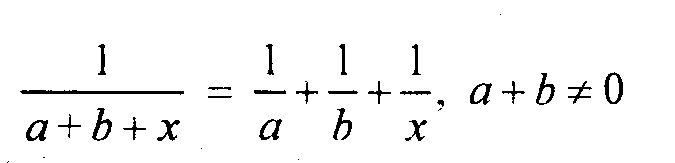 1/(a+b+x) = 1/a + 1/b + 1/x, a+b≠0